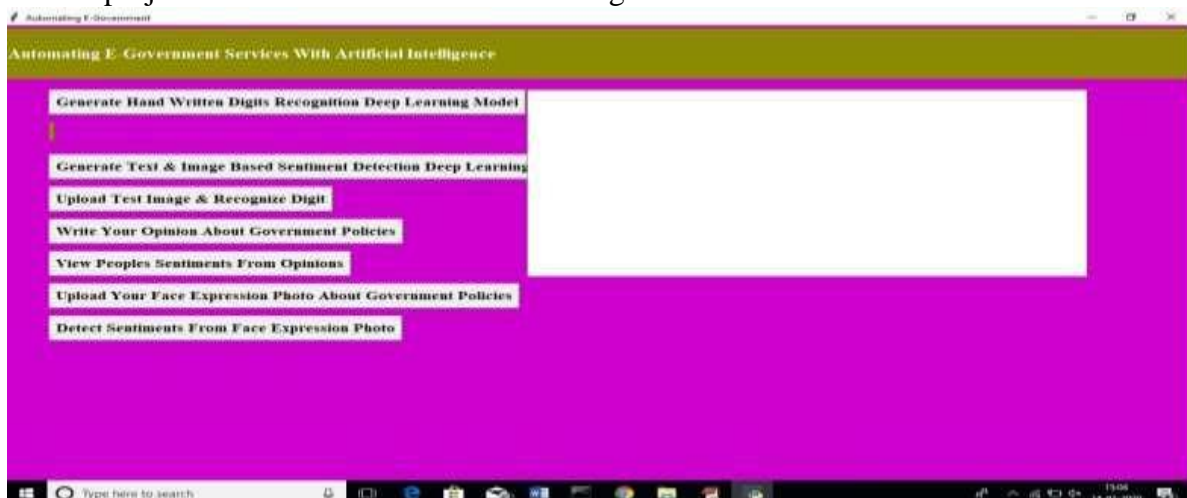 Automating E-Government
Automating E-Government Services With Artificial Intelligence
Generate Hand Written Digits Recognition Deep Learning Model
Generate Text & Image Based Sentiment Detection Deep Learning
Upload Test Image & Recognize Digit
Write Your Opinion About Government Policies
View Peoples Sentiments From Opinions
Upload Your Face Expression Photo About Government Policies
Detect Sentiments From Face Expression Photo
Type here to search